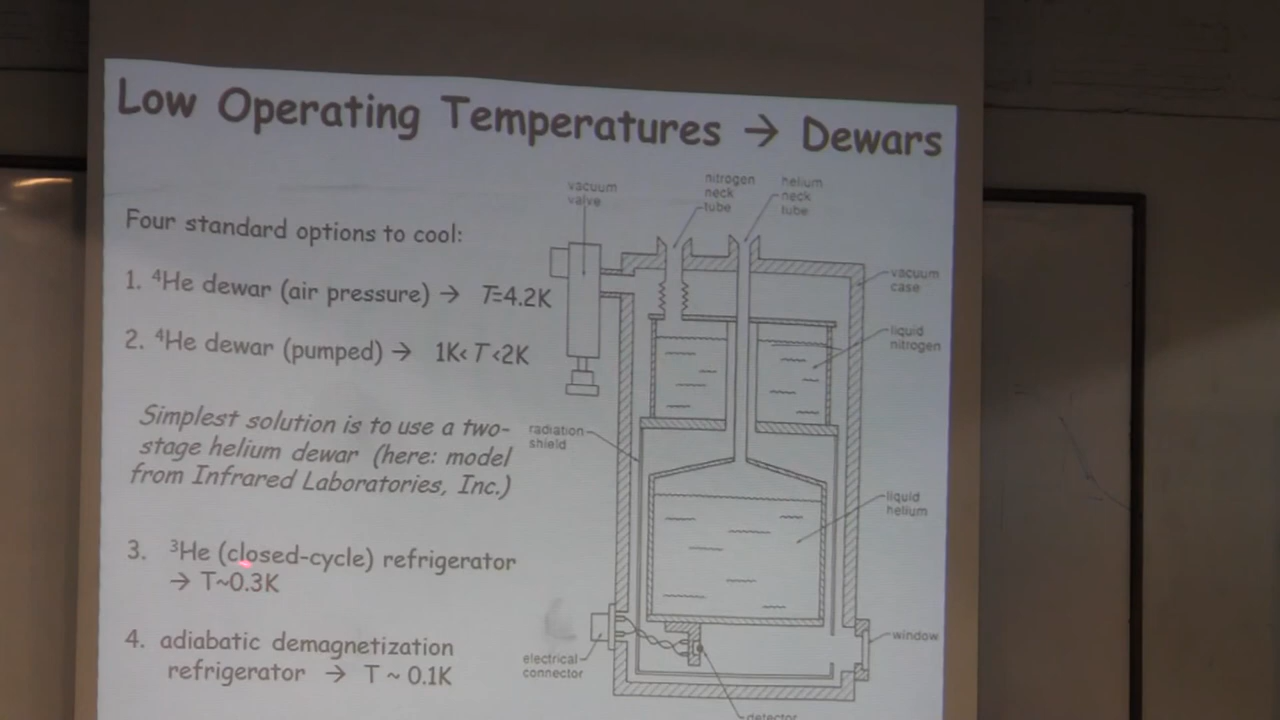 Low Operating Temperatures → Dewars
Four standard options to cool:
1. ⁴He dewar (air pressure) → T=4.2K
2. ⁴He dewar (pumped) → 1K< T <2K
Simplest solution is to use a two-
stage helium dewar (here: model
from Infrared Laboratories, Inc.)
3. ³He (closed-cycle) refrigerator
→ T~0.3K
4. adiabatic demagnetization
refrigerator → T ~ 0.1K
vacuum
valve
nitrogen
neck
tube
helium
neck
tube
vacuum
case
liquid
nitrogen
radiation
shield
liquid
helium
window
electrical
connector
detector